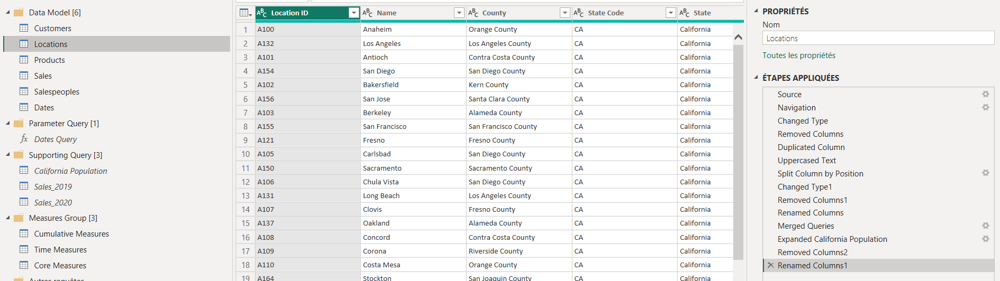 Data Model [6]
Customers
Locations
Products
Sales
Salespeoples
Dates
Parameter Query [1]
fx Dates Query
Supporting Query [3]
California Population
Sales_2019
Sales_2020
Measures Group [3]
Cumulative Measures
Time Measures
Core Measures
Autres requêtes
ABC Location ID ABC Name ABC County ABC State Code ABC State
1 A100 Anaheim Orange County CA California
2 A132 Los Angeles Los Angeles County CA California
3 A101 Antioch Contra Costa County CA California
4 A154 San Diego San Diego County CA California
5 A102 Bakersfield Kern County CA California
6 A156 San Jose Santa Clara County CA California
7 A103 Berkeley Alameda County CA California
8 A155 San Francisco San Francisco County CA California
9 A121 Fresno Fresno County CA California
10 A105 Carlsbad San Diego County CA California
11 A150 Sacramento Sacramento County CA California
12 A106 Chula Vista San Diego County CA California
13 A131 Long Beach Los Angeles County CA California
14 A107 Clovis Fresno County CA California
15 A137 Oakland Alameda County CA California
16 A108 Concord Contra Costa County CA California
17 A109 Corona Riverside County CA California
18 A110 Costa Mesa Orange County CA California
19 A164 Stockton San Joaquin County CA California
PROPRIÉTÉS
Nom
Locations
Toutes les propriétés
ÉTAPES APPLIQUÉES
Source
Navigation
Changed Type
Removed Columns
Duplicated Column
Uppercased Text
Split Column by Position
Changed Type1
Removed Columns1
Renamed Columns
Merged Queries
Expanded California Population
Removed Columns2
Renamed Columns1